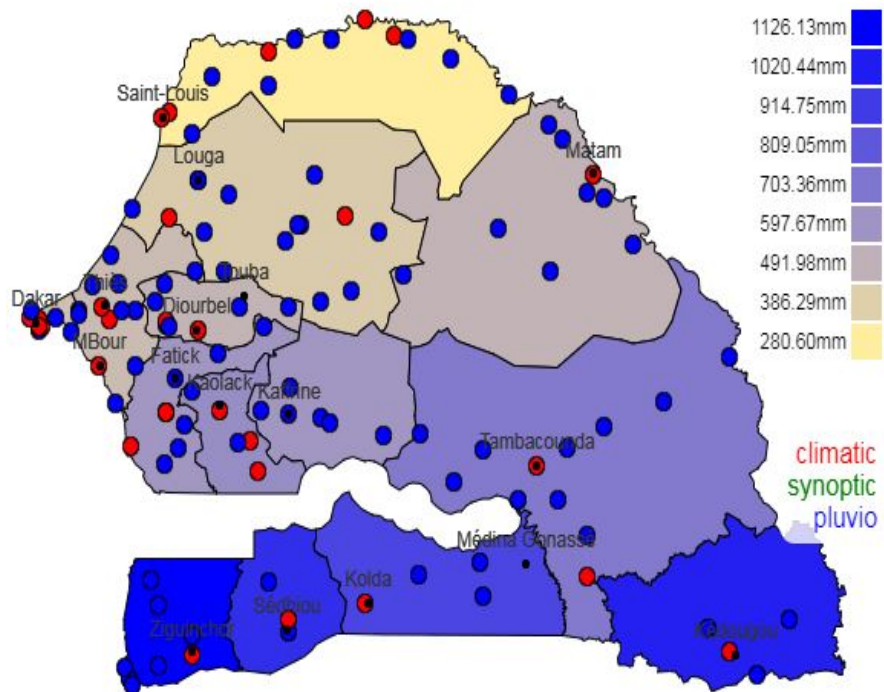 1126.13mm
1020.44mm
914.75mm
809.05mm
703.36mm
597.67mm
491.98mm
386.29mm
280.60mm
Saint-Louis
Louga
Matam
Touba
Thiès
Dakar
Diourbel
MBour
Fatick
Kaolack
Kaffrine
Tambacounda
climatic
synoptic
pluvio
Médina Gonasse
Kolda
Sédhiou
Ziguinchor
Kédougou